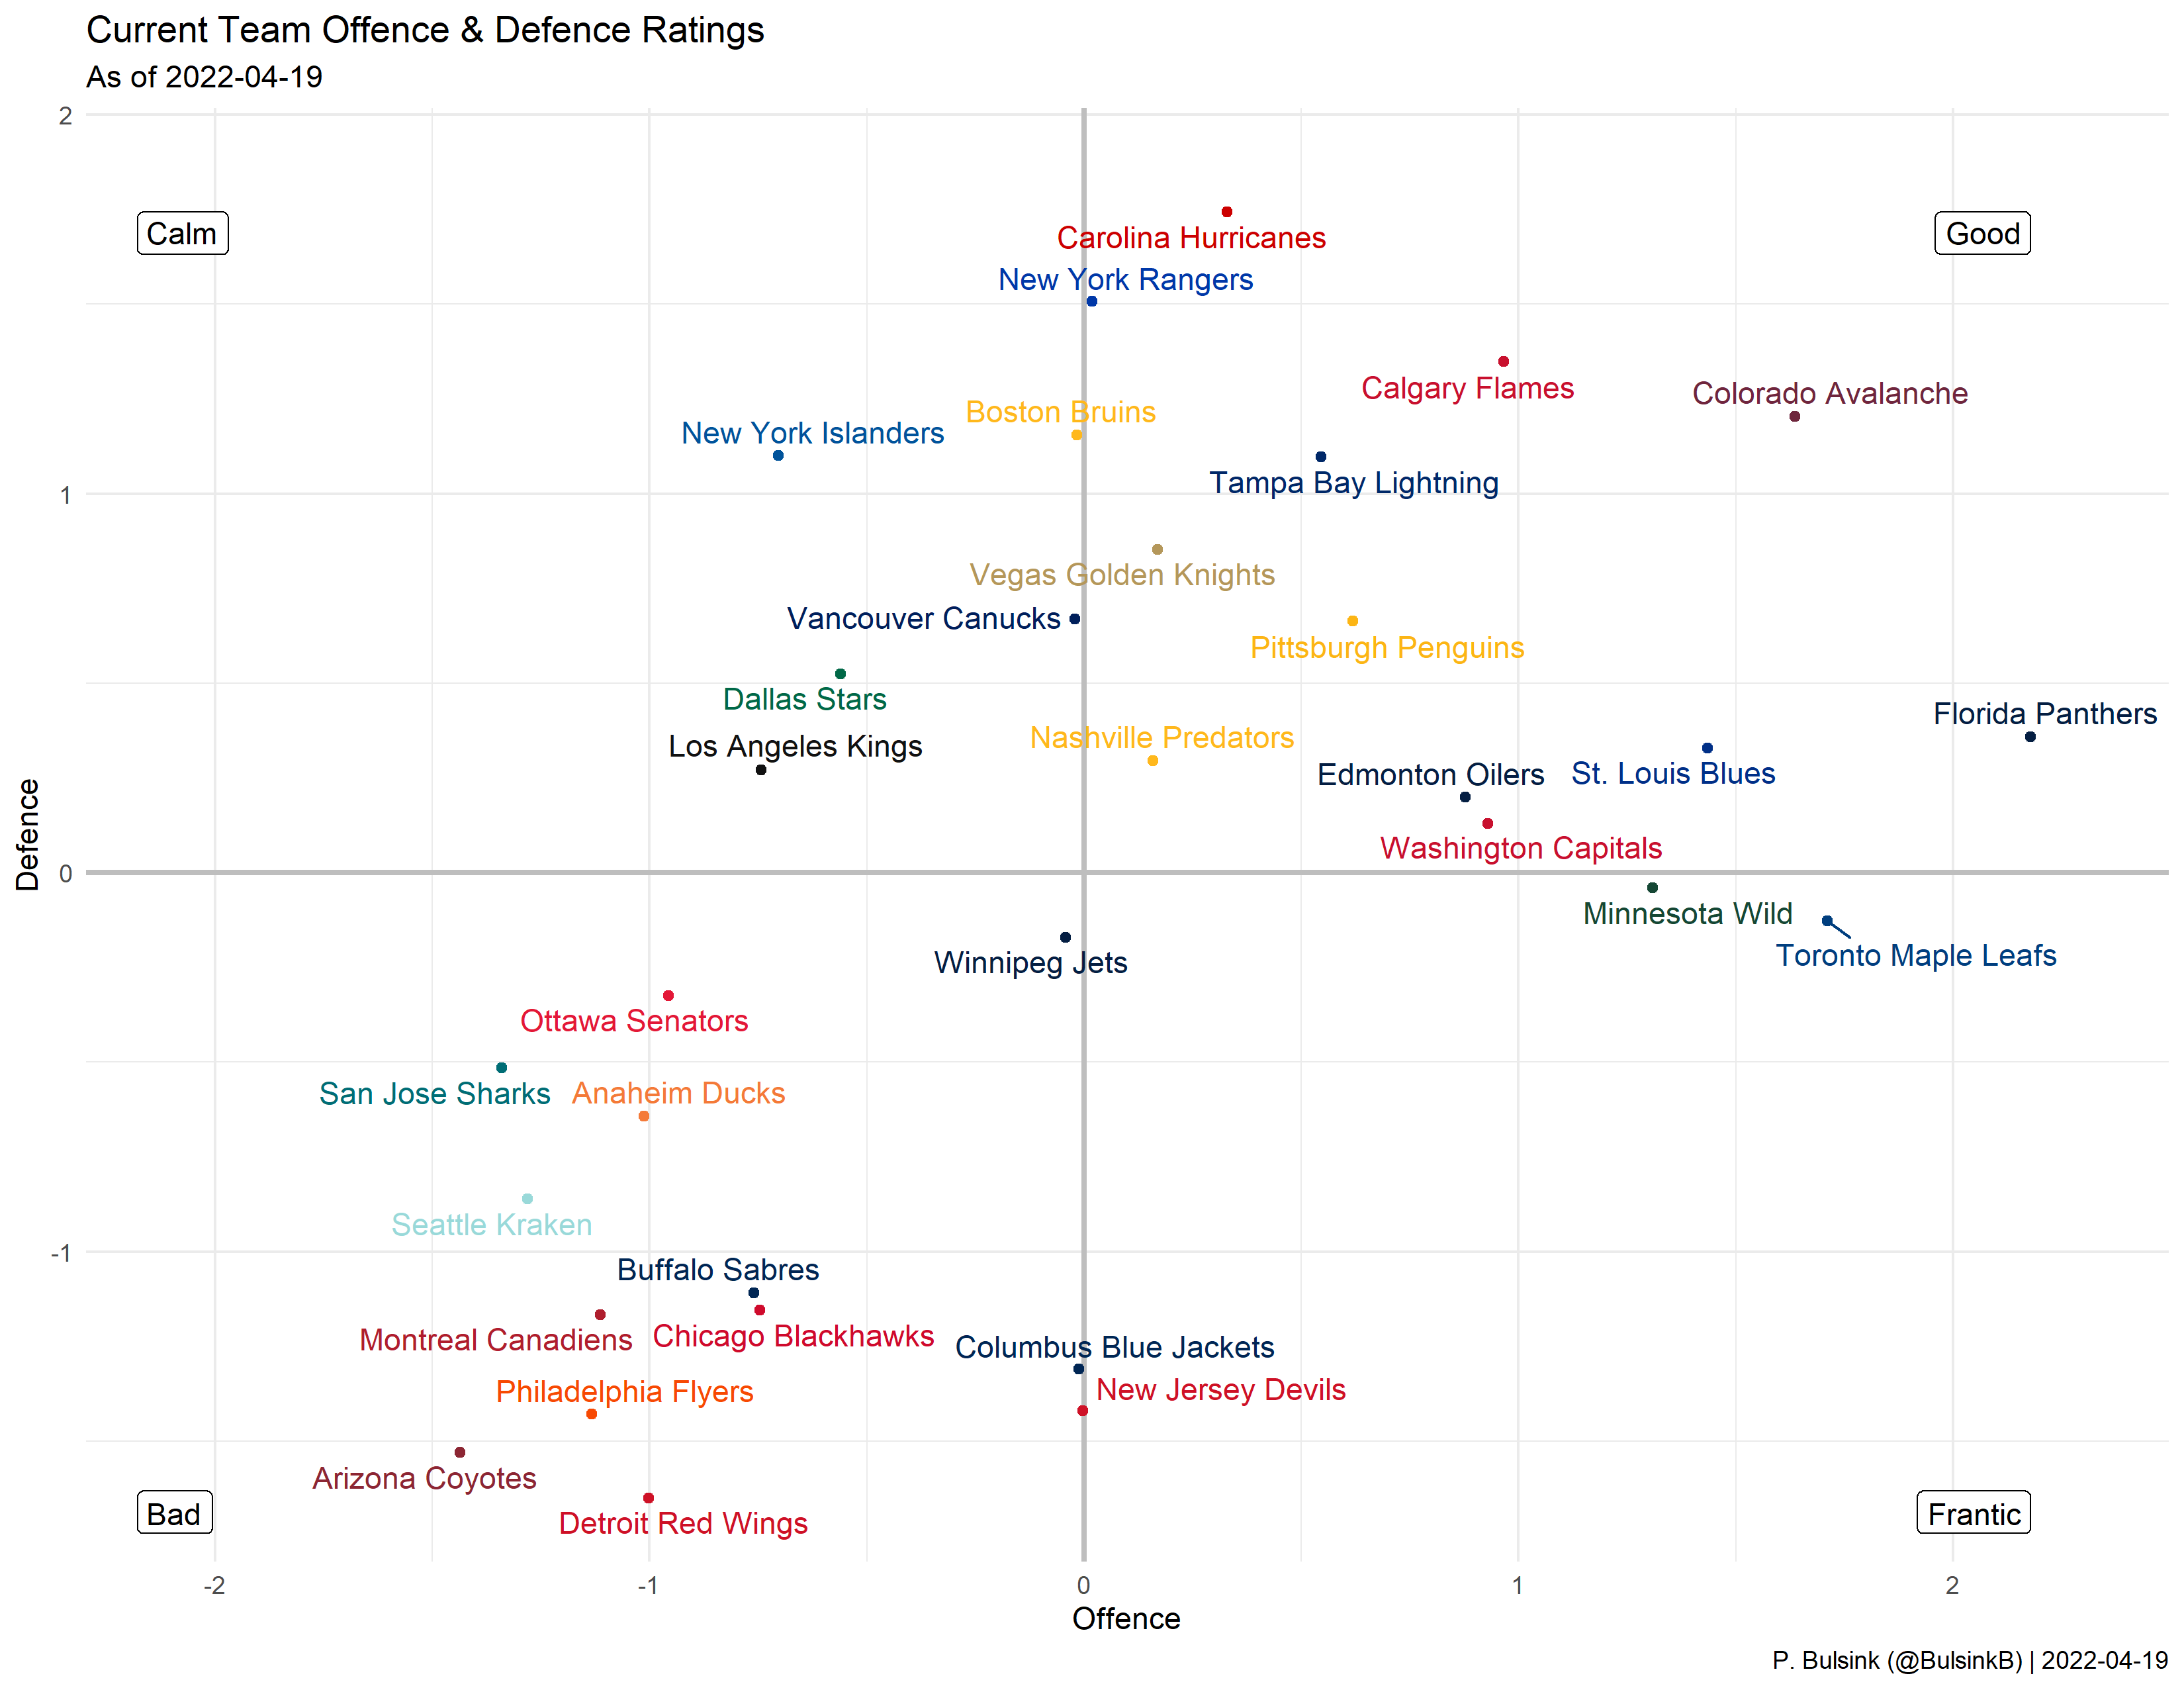 Current Team Offence & Defence Ratings
As of 2022-04-19
2
Calm
Good
Carolina Hurricanes
New York Rangers
Calgary Flames
Colorado Avalanche
Boston Bruins
New York Islanders
Tampa Bay Lightning
1
Vegas Golden Knights
Vancouver Canucks
Pittsburgh Penguins
Dallas Stars
Florida Panthers
Nashville Predators
Los Angeles Kings
St. Louis Blues
Edmonton Oilers
Washington Capitals
Defence
0
Minnesota Wild
Toronto Maple Leafs
Winnipeg Jets
Ottawa Senators
San Jose Sharks
Anaheim Ducks
Seattle Kraken
-1
Buffalo Sabres
Chicago Blackhawks
Montreal Canadiens
Columbus Blue Jackets
New Jersey Devils
Philadelphia Flyers
Arizona Coyotes
Bad
Frantic
Detroit Red Wings
-2
-1
0
1
2
Offence
P. Bulsink (@BulsinkB) | 2022-04-19